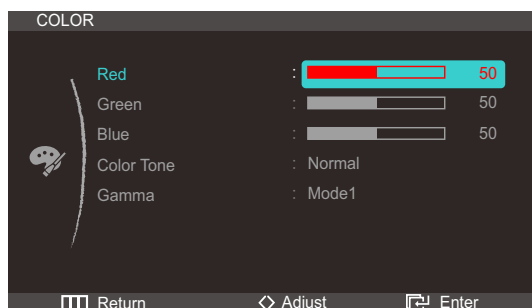 COLOR
Red : 50
Green : 50
Blue : 50
Color Tone : Normal
Gamma : Mode1
Return Adjust Enter